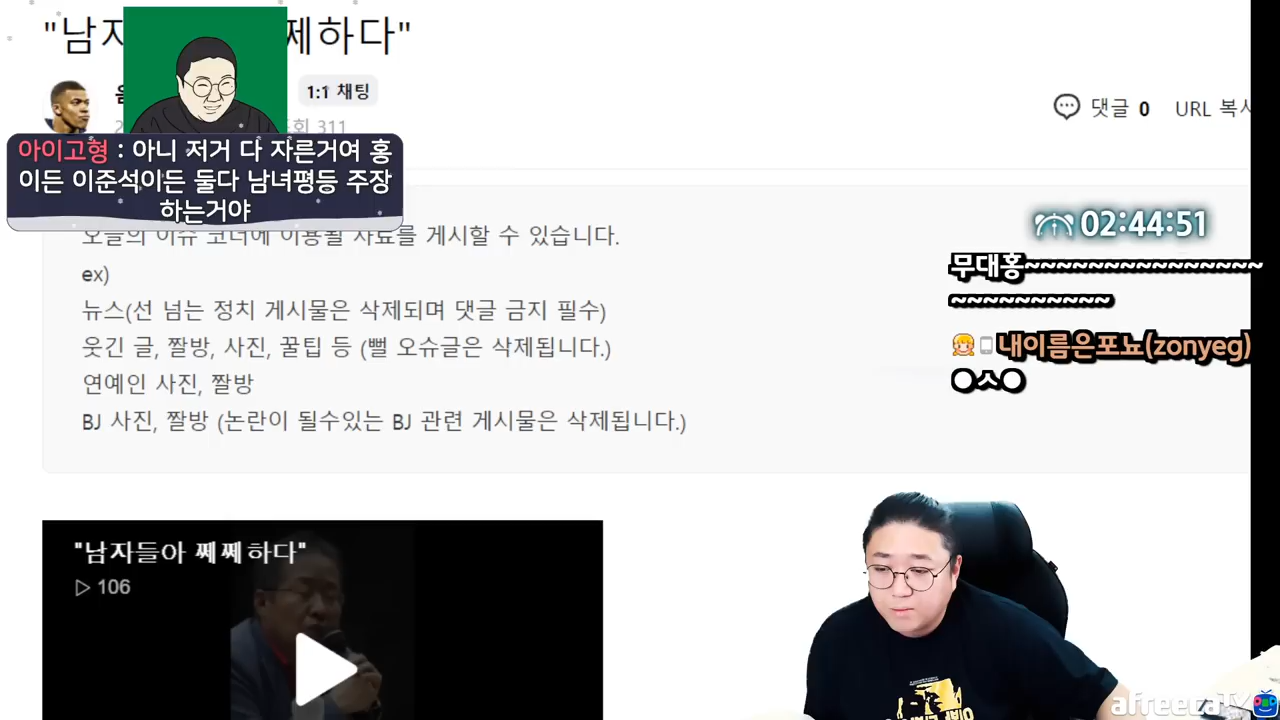 "남자 쩨하다"
1:1 채팅
311
댓글 0 URL 복사
아이고형 : 아니 저거 다 자른거여 홍
이든 이준석이든 둘다 남녀평등 주장
하는거야
오늘의 이슈 코너에 이용될 자료를 게시할 수 있습니다.
ex)
뉴스(선 넘는 정치 게시물은 삭제되며 댓글 금지 필수)
웃긴 글, 짤방, 사진, 꿀팁 등 (뻘 오슈글은 삭제됩니다.)
연예인 사진, 짤방
BJ 사진, 짤방 (논란이 될수있는 BJ 관련 게시물은 삭제됩니다.)
02:44:51
무대홍~~~~~~~~~~~~~~~
~~~~~~~~~~
내이름은포뇨(zonyeg)
ㅇㅅㅇ
"남자들아 쩨쩨하다"
106
afreecaTV